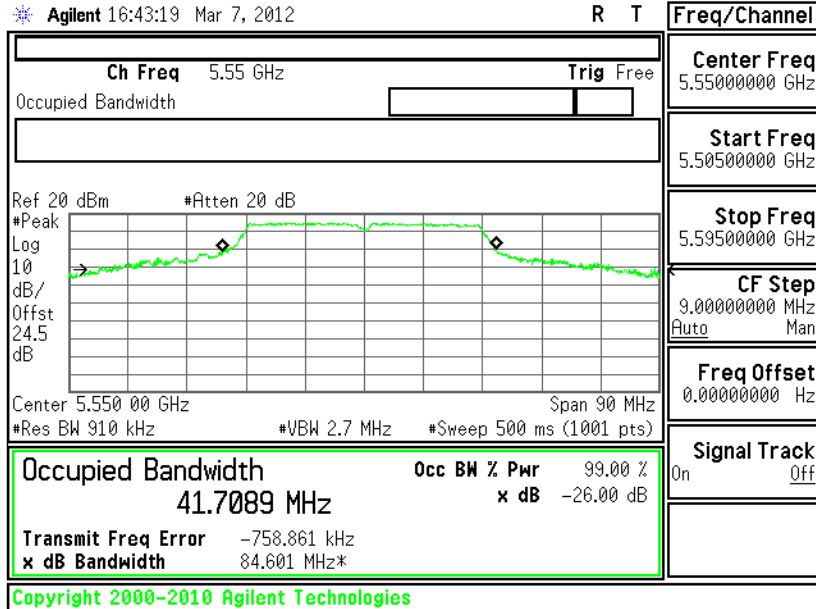 Agilent 16:43:19 Mar 7, 2012 R T
Freq/Channel
Ch Freq 5.55 GHz Trig Free
Occupied Bandwidth
Center Freq
5.55000000 GHz
Start Freq
5.50500000 GHz
Stop Freq
5.59500000 GHz
CF Step
9.00000000 MHz
Auto Man
Freq Offset
0.00000000 Hz
Signal Track
On Off
Ref 20 dBm #Atten 20 dB
#Peak
Log
10
dB/
Offst
24.5
dB
Center 5.550 00 GHz Span 90 MHz
#Res BW 910 kHz #VBW 2.7 MHz #Sweep 500 ms (1001 pts)
Occupied Bandwidth
41.7089 MHz
Occ BW % Pwr 99.00 %
x dB -26.00 dB
Transmit Freq Error -758.861 kHz
x dB Bandwidth 84.601 MHz*
Copyright 2000-2010 Agilent Technologies